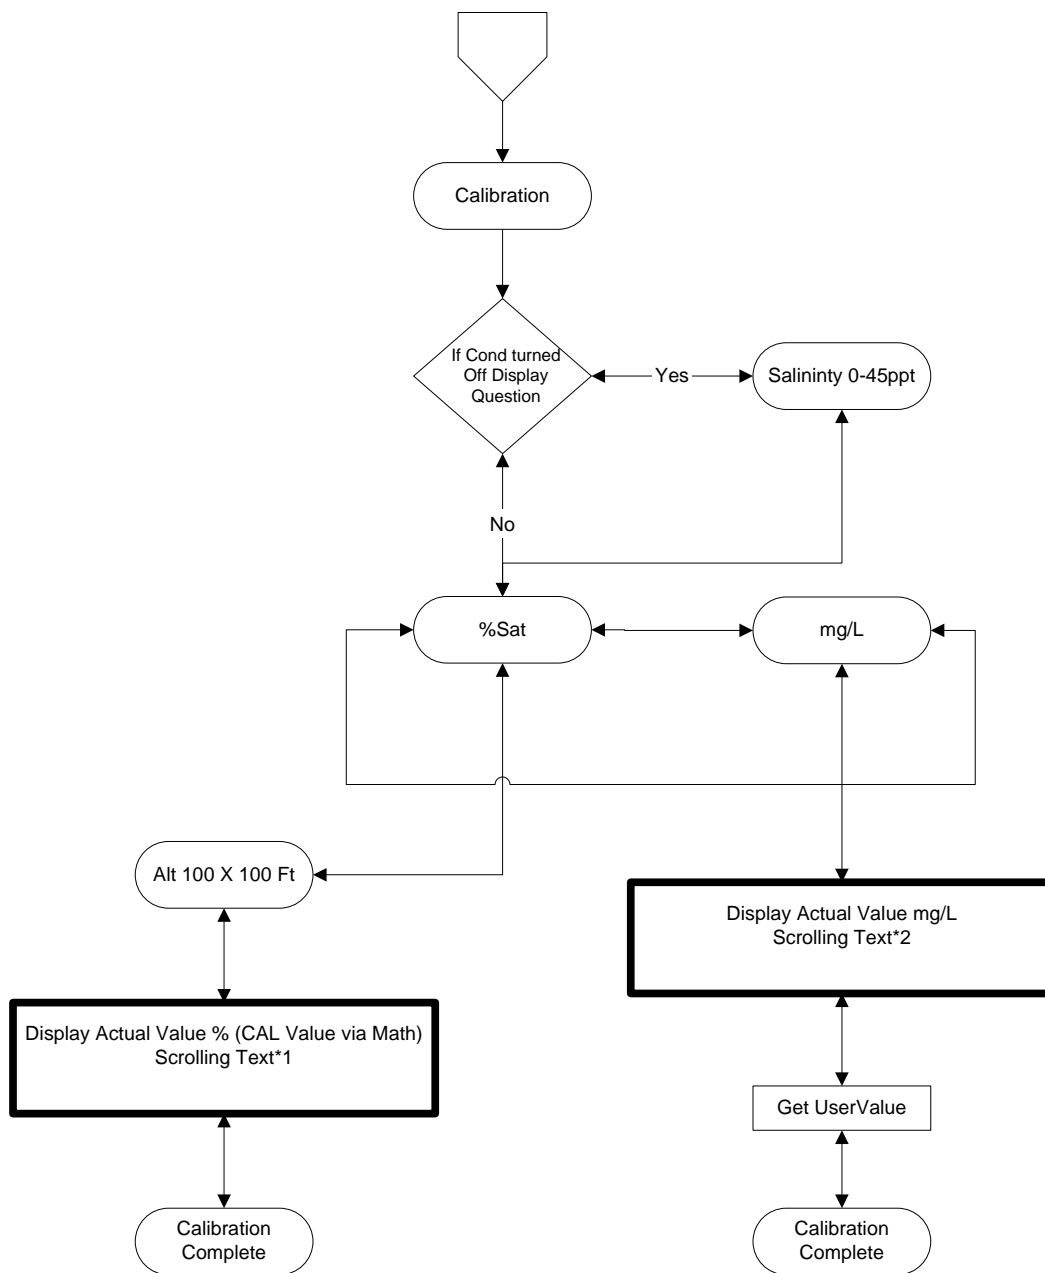 Calibration
If Cond turned
Off Display
Question
Yes
Salininty 0-45ppt
No
%Sat
mg/L
Alt 100 X 100 Ft
Display Actual Value mg/L
Scrolling Text*2
Display Actual Value % (CAL Value via Math)
Scrolling Text*1
Get UserValue
Calibration
Complete
Calibration
Complete